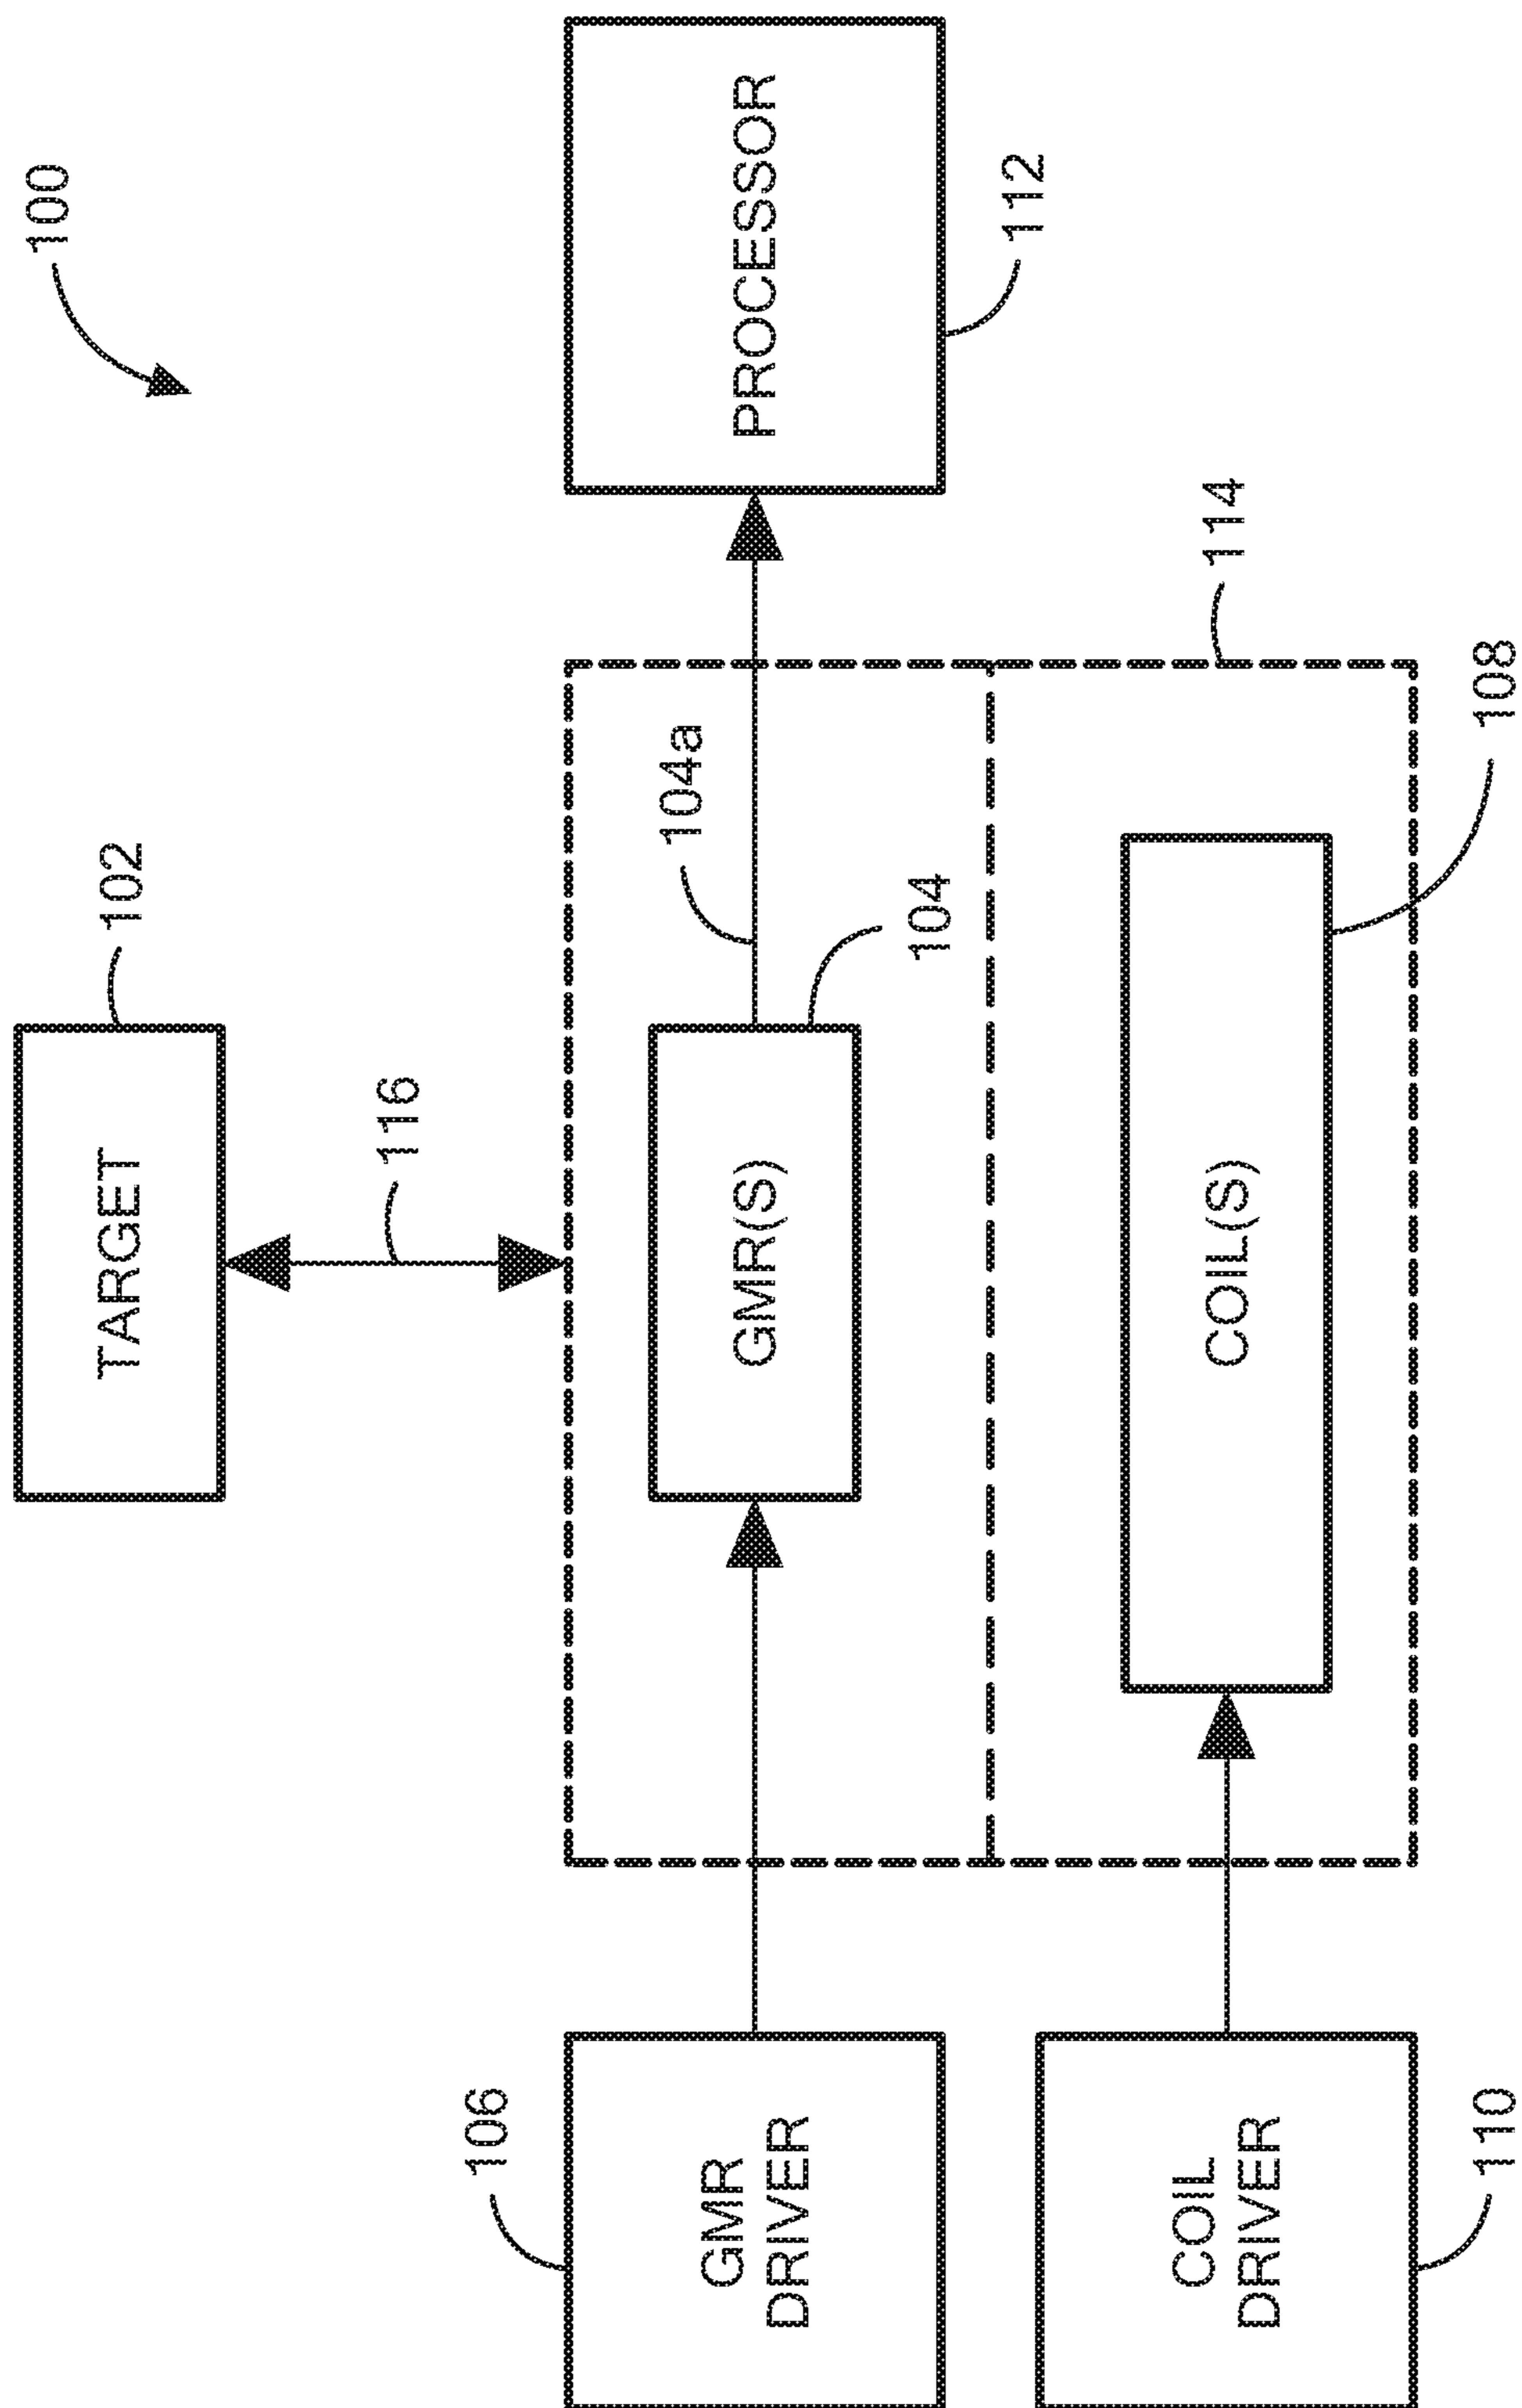 100
TARGET
102
116
106
GMR
DRIVER
GMR(S)
104a
104
PROCESSOR
112
114
COIL
DRIVER
110
COIL(S)
108